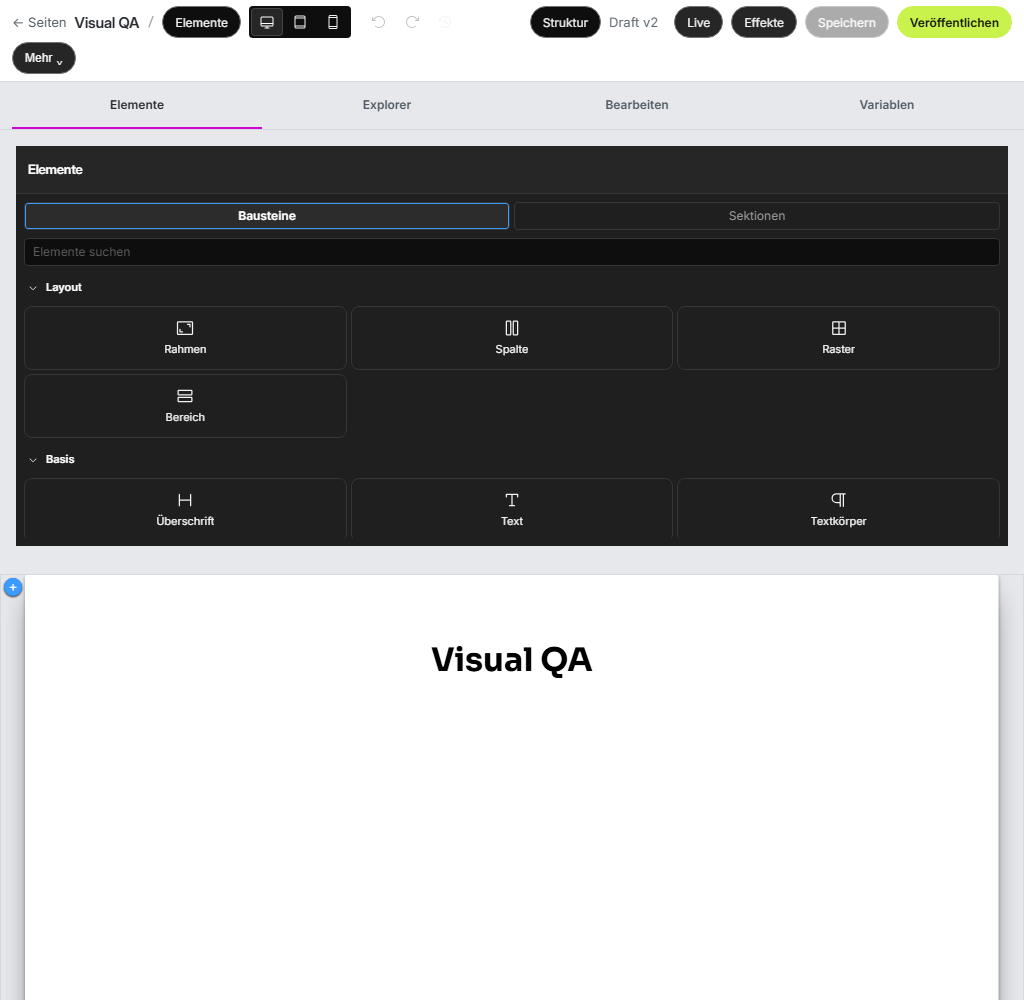 ← Seiten Visual QA / Elemente Struktur Draft v2 Live Effekte Speichern Veröffentlichen
Mehr
Elemente Explorer Bearbeiten Variablen
Elemente
Bausteine Sektionen
Elemente suchen
Layout
Rahmen Spalte Raster
Bereich
Basis
Überschrift Text Textkörper
Visual QA